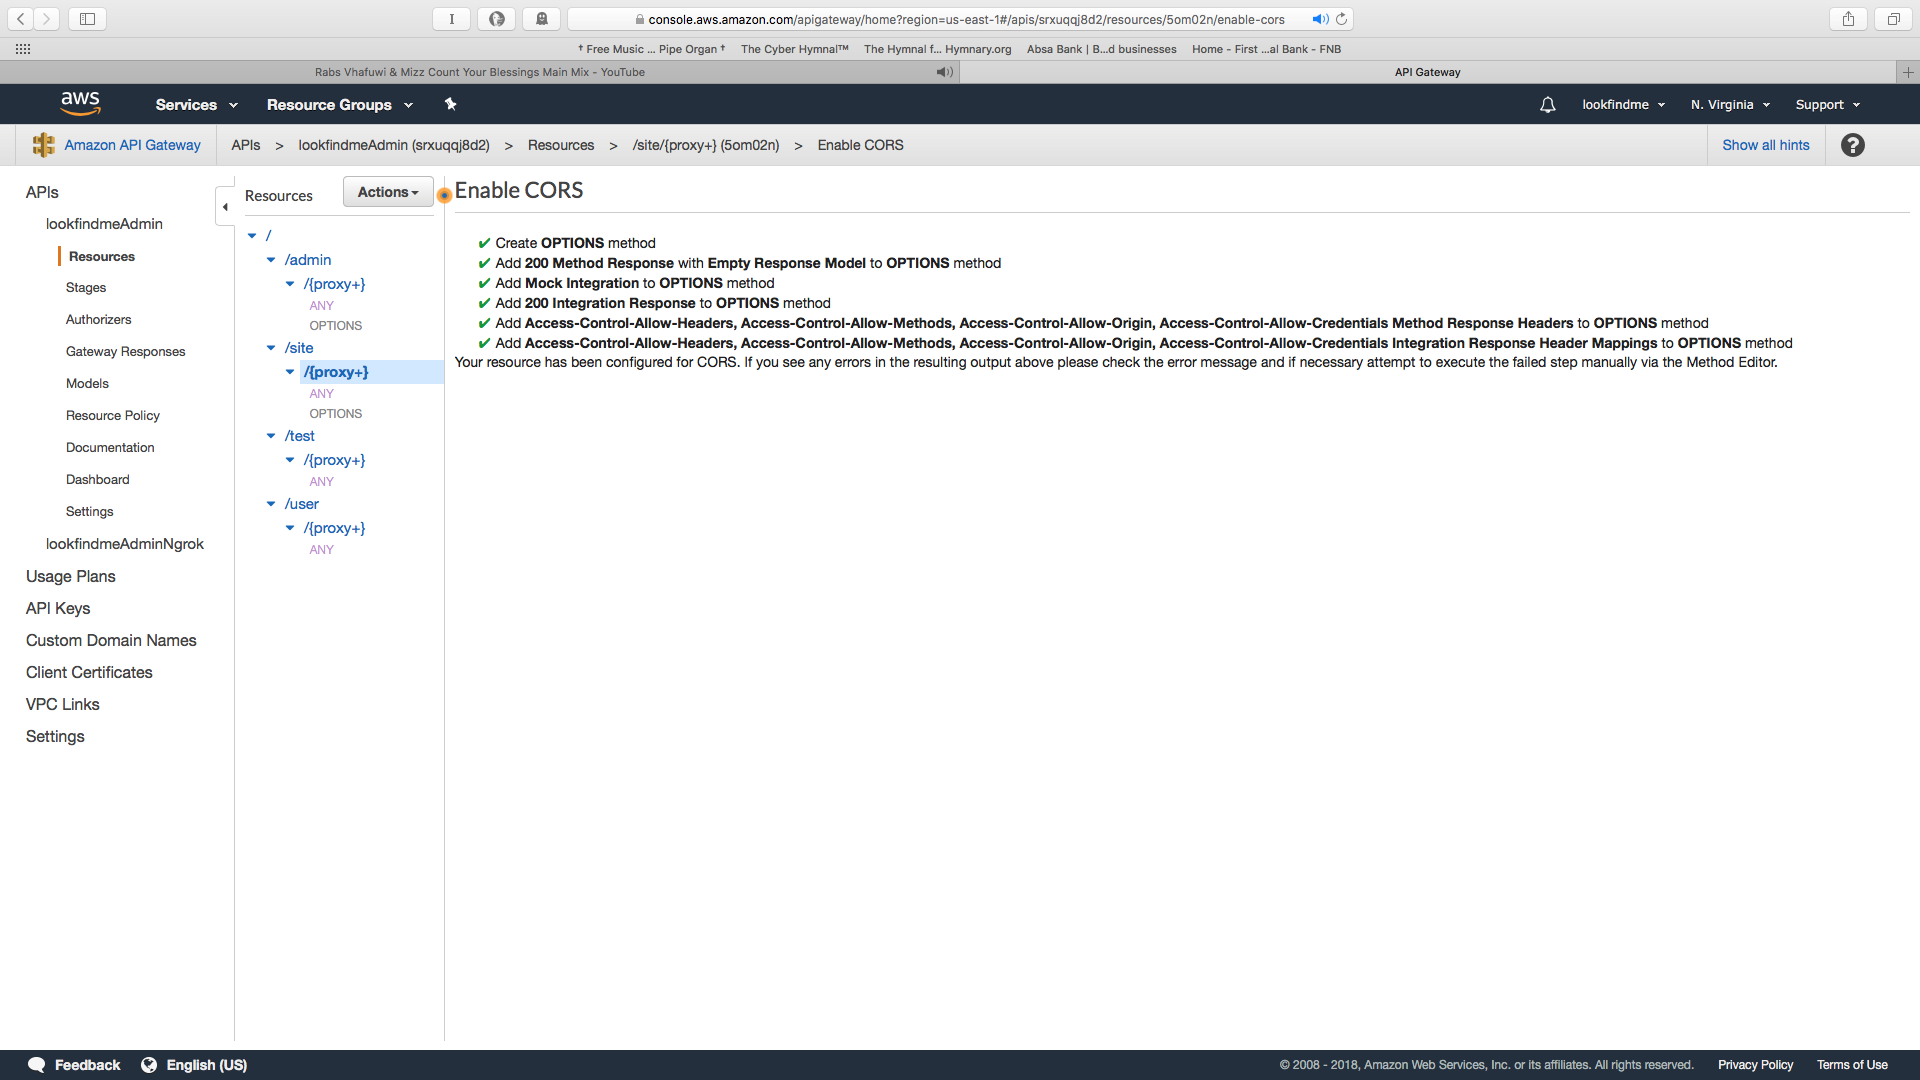 console.aws.amazon.com/apigateway/home?region=us-east-1#/apis/srxuqqj8d2/resources/5om02n/enable-cors
† Free Music ... Pipe Organ † The Cyber Hymnal™ The Hymnal f... Hymnary.org Absa Bank | B...d businesses Home - First ...al Bank - FNB
Rabs Vhafuwi & Mizz Count Your Blessings Main Mix - YouTube API Gateway
aws Services Resource Groups lookfindme N. Virginia Support
Amazon API Gateway APIs > lookfindmeAdmin (srxuqqj8d2) > Resources > /site/{proxy+} (5om02n) > Enable CORS Show all hints ?
APIs
lookfindmeAdmin
Resources
Stages
Authorizers
Gateway Responses
Models
Resource Policy
Documentation
Dashboard
Settings
lookfindmeAdminNgrok
Usage Plans
API Keys
Custom Domain Names
Client Certificates
VPC Links
Settings
Resources Actions
/
/admin
/{proxy+}
ANY
OPTIONS
/site
/{proxy+}
ANY
OPTIONS
/test
/{proxy+}
ANY
/user
/{proxy+}
ANY
Enable CORS
✔ Create OPTIONS method
✔ Add 200 Method Response with Empty Response Model to OPTIONS method
✔ Add Mock Integration to OPTIONS method
✔ Add 200 Integration Response to OPTIONS method
✔ Add Access-Control-Allow-Headers, Access-Control-Allow-Methods, Access-Control-Allow-Origin, Access-Control-Allow-Credentials Method Response Headers to OPTIONS method
✔ Add Access-Control-Allow-Headers, Access-Control-Allow-Methods, Access-Control-Allow-Origin, Access-Control-Allow-Credentials Integration Response Header Mappings to OPTIONS method
Your resource has been configured for CORS. If you see any errors in the resulting output above please check the error message and if necessary attempt to execute the failed step manually via the Method Editor.
Feedback English (US) © 2008 - 2018, Amazon Web Services, Inc. or its affiliates. All rights reserved. Privacy Policy Terms of Use